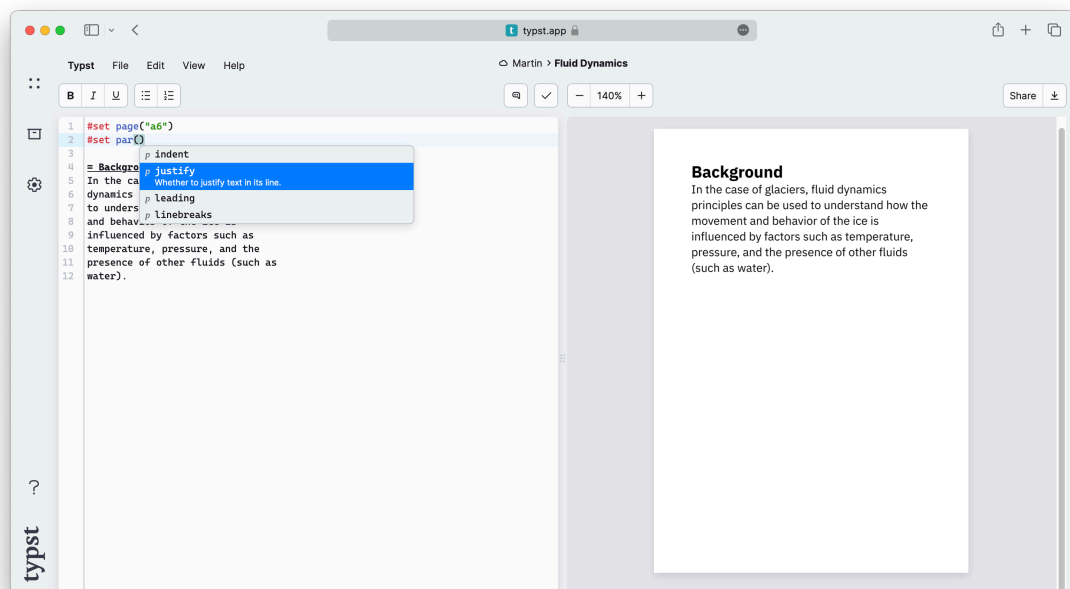 typst.app
Typst File Edit View Help
Martin > Fluid Dynamics
B I U
140%
Share
1 #set page("a6")
2 #set par()
3
4 = Backgro
5 In the ca
6 dynamics
7 to unders
8 and behav
9 influenced by factors such as
10 temperature, pressure, and the
11 presence of other fluids (such as
12 water).
p indent
p justify
Whether to justify text in its line.
p leading
p linebreaks
Background
In the case of glaciers, fluid dynamics
principles can be used to understand how the
movement and behavior of the ice is
influenced by factors such as temperature,
pressure, and the presence of other fluids
(such as water).
?
typst